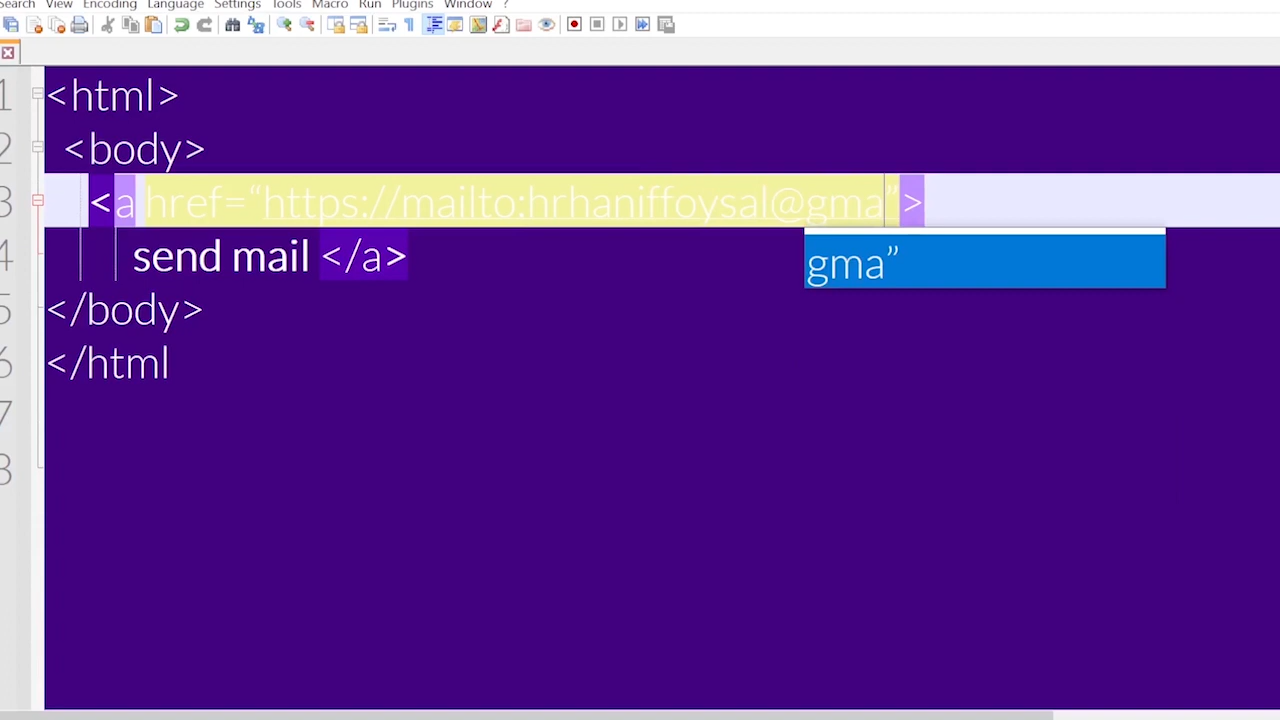 Search View Encoding Language Settings Tools Macro Run Plugins Window ?
1 <html>
2 <body>
3 <a href=“https://mailto:hrhaniffoysal@gma”>
gma”
4 send mail </a>
5 </body>
6 </html
7
8